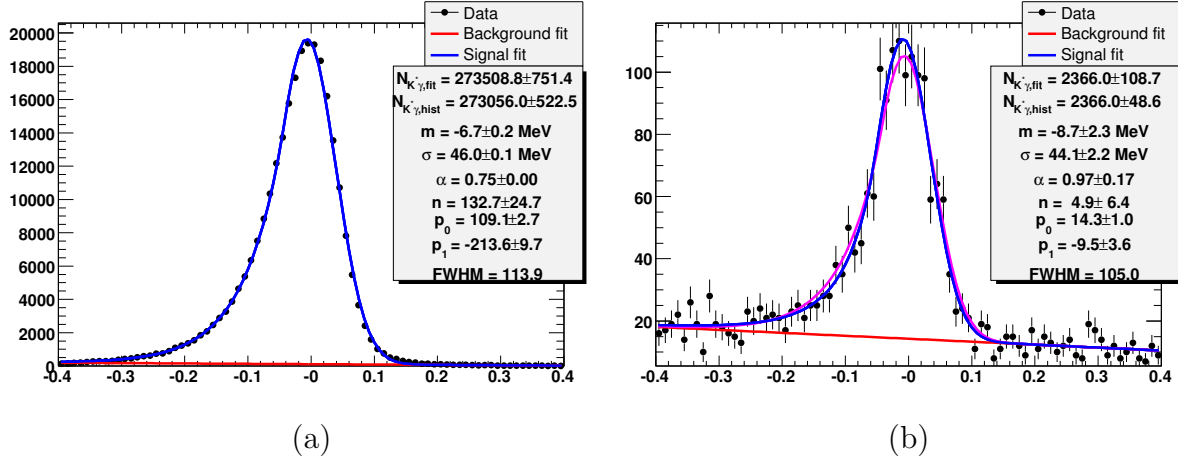 Data
Background fit
Signal fit
N_{K*γ,fit} = 273508.8±751.4
N_{K*γ,hist} = 273056.0±522.5
m = -6.7±0.2 MeV
σ = 46.0±0.1 MeV
α = 0.75±0.00
n = 132.7±24.7
p_0 = 109.1±2.7
p_1 = -213.6±9.7
FWHM = 113.9
20000
18000
16000
14000
12000
10000
8000
6000
4000
2000
0
-0.4 -0.3 -0.2 -0.1 -0 0.1 0.2 0.3 0.4
(a)
Data
Background fit
Signal fit
N_{K*γ,fit} = 2366.0±108.7
N_{K*γ,hist} = 2366.0±48.6
m = -8.7±2.3 MeV
σ = 44.1±2.2 MeV
α = 0.97±0.17
n = 4.9± 6.4
p_0 = 14.3±1.0
p_1 = -9.5±3.6
FWHM = 105.0
100
80
60
40
20
-0.4 -0.3 -0.2 -0.1 -0 0.1 0.2 0.3 0.4
(b)